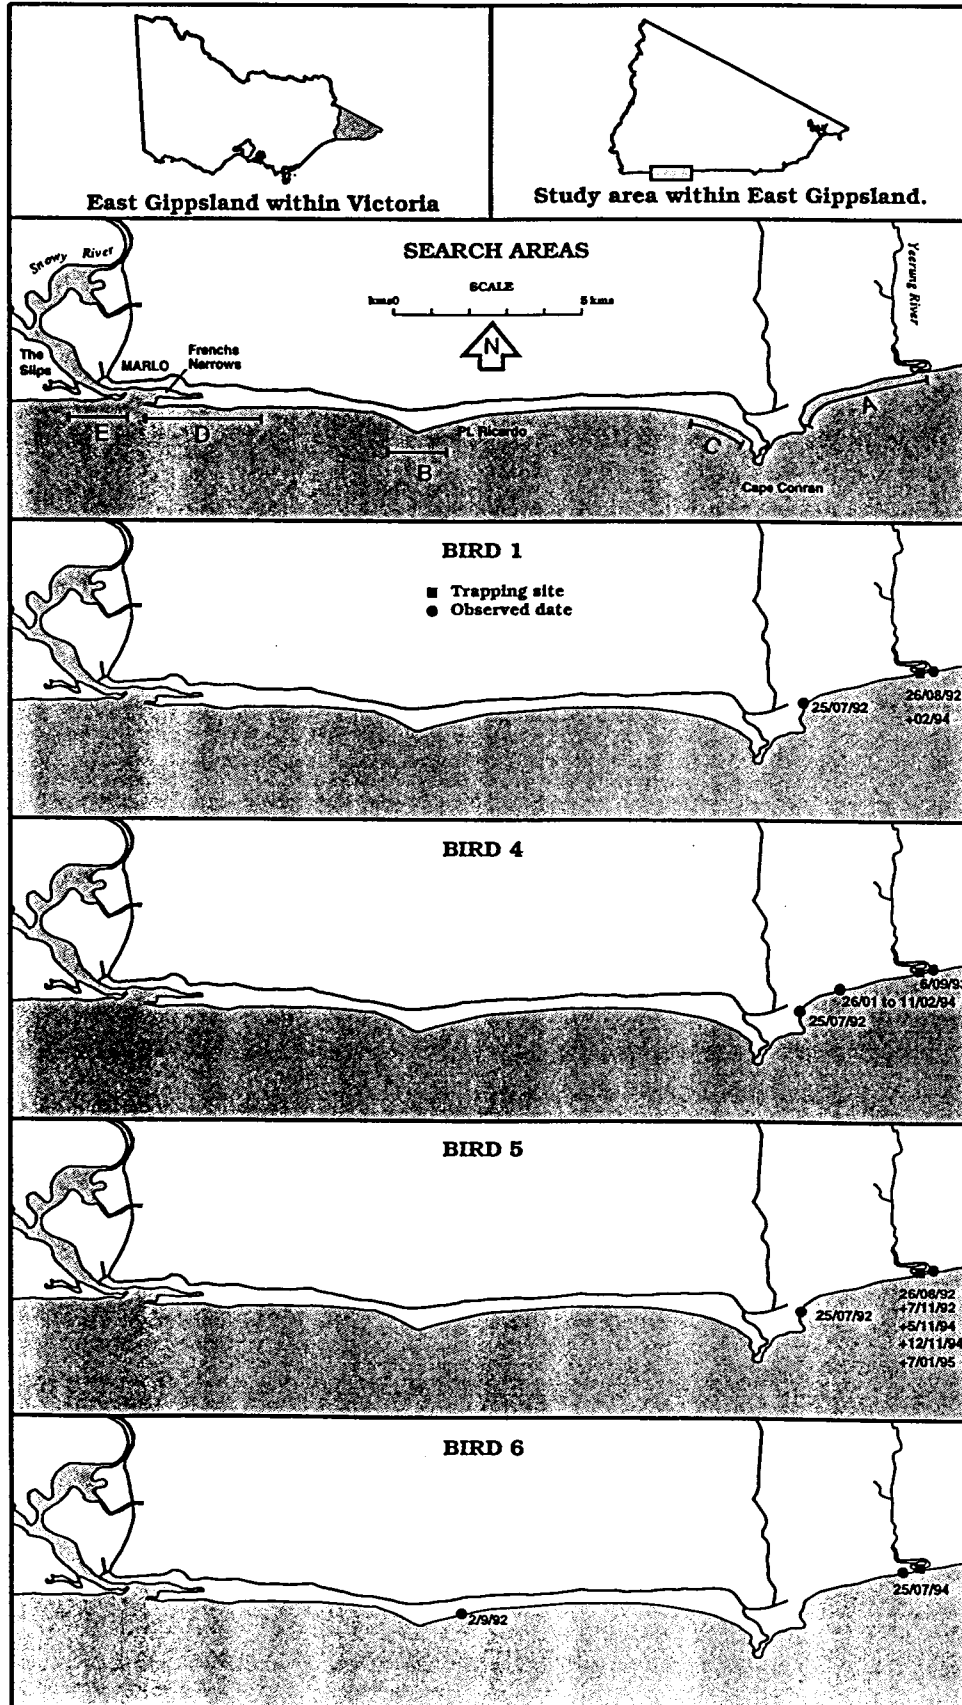 East Gippsland within Victoria
Study area within East Gippsland.
SEARCH AREAS
Snowy River
SCALE
kms0 5 kms
N
Yeerung River
The
Slips
MARLO
Frenchs
Narrows
E
D
Pt. Ricardo
B
C
A
Cape Conran
BIRD 1
Trapping site
Observed date
25/07/92
26/08/92
+02/94
BIRD 4
6/09/93
26/01 to 11/02/94
25/07/92
BIRD 5
25/07/92
26/08/92
+7/11/92
+5/11/94
+12/11/94
+7/01/95
BIRD 6
2/9/92
25/07/94